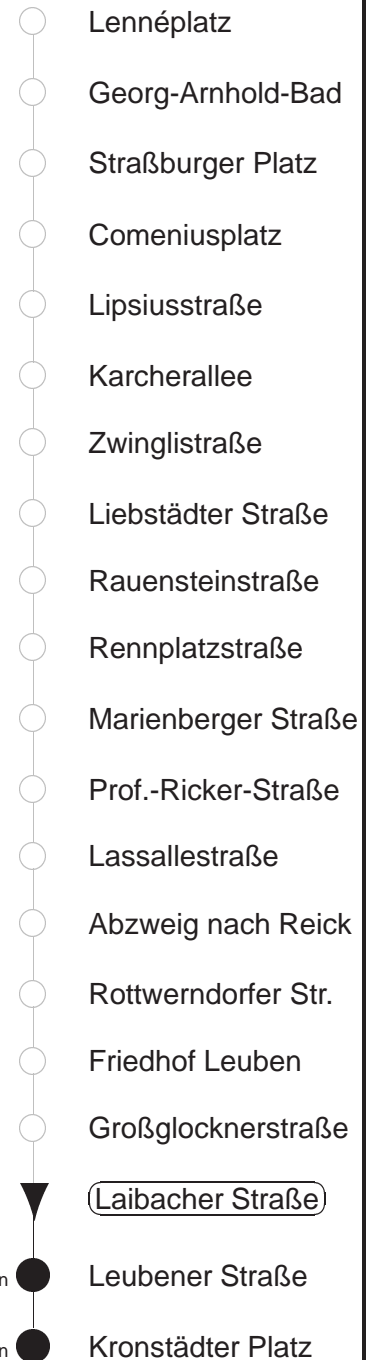 Lennéplatz
Georg-Arnhold-Bad
Straßburger Platz
Comeniusplatz
Lipsiusstraße
Karcherallee
Zwinglistraße
Liebstädter Straße
Rauensteinstraße
Rennplatzstraße
Marienberger Straße
Prof.-Ricker-Straße
Lassallestraße
Abzweig nach Reick
Rottwerndorfer Str.
Friedhof Leuben
Großglocknerstraße
Laibacher Straße
Leubener Straße
Kronstädter Platz